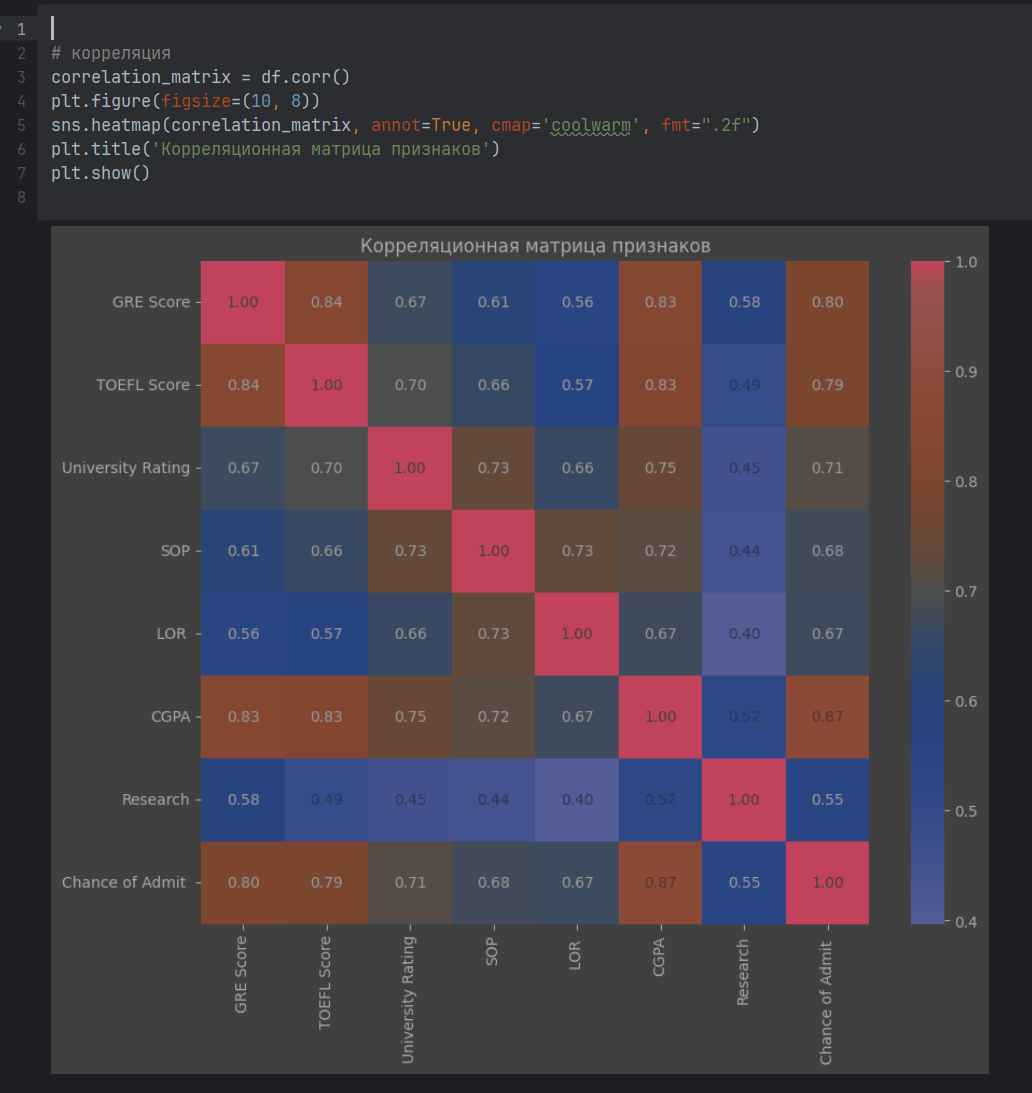 1
2 # корреляция
3 correlation_matrix = df.corr()
4 plt.figure(figsize=(10, 8))
5 sns.heatmap(correlation_matrix, annot=True, cmap='coolwarm', fmt=".2f")
6 plt.title('Корреляционная матрица признаков')
7 plt.show()
8
Корреляционная матрица признаков
GRE Score 1.00 0.84 0.67 0.61 0.56 0.83 0.58 0.80
TOEFL Score 0.84 1.00 0.70 0.66 0.57 0.83 0.49 0.79
University Rating 0.67 0.70 1.00 0.73 0.66 0.75 0.45 0.71
SOP 0.61 0.66 0.73 1.00 0.73 0.72 0.44 0.68
LOR 0.56 0.57 0.66 0.73 1.00 0.67 0.40 0.67
CGPA 0.83 0.83 0.75 0.72 0.67 1.00 0.52 0.87
Research 0.58 0.49 0.45 0.44 0.40 0.52 1.00 0.55
Chance of Admit 0.80 0.79 0.71 0.68 0.67 0.87 0.55 1.00
GRE Score
TOEFL Score
University Rating
SOP
LOR
CGPA
Research
Chance of Admit
1.0
0.9
0.8
0.7
0.6
0.5
0.4